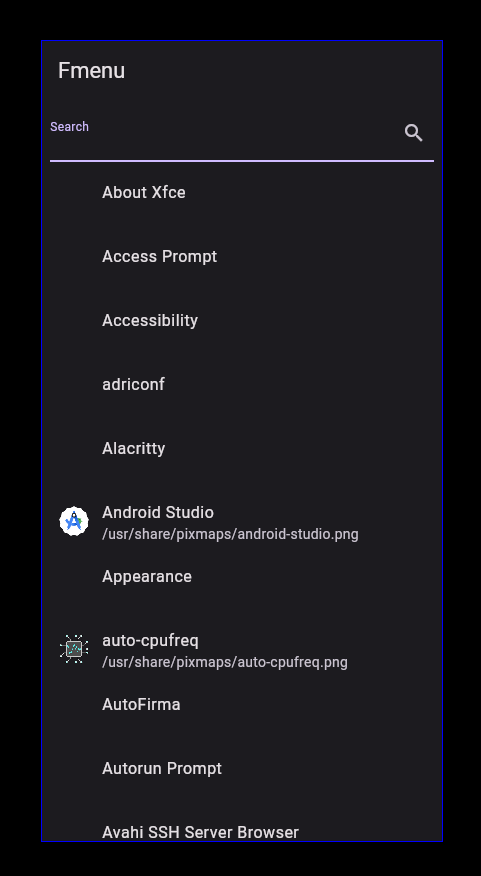 Fmenu
Search
About Xfce
Access Prompt
Accessibility
adriconf
Alacritty
Android Studio
/usr/share/pixmaps/android-studio.png
Appearance
auto-cpufreq
/usr/share/pixmaps/auto-cpufreq.png
AutoFirma
Autorun Prompt
Avahi SSH Server Browser